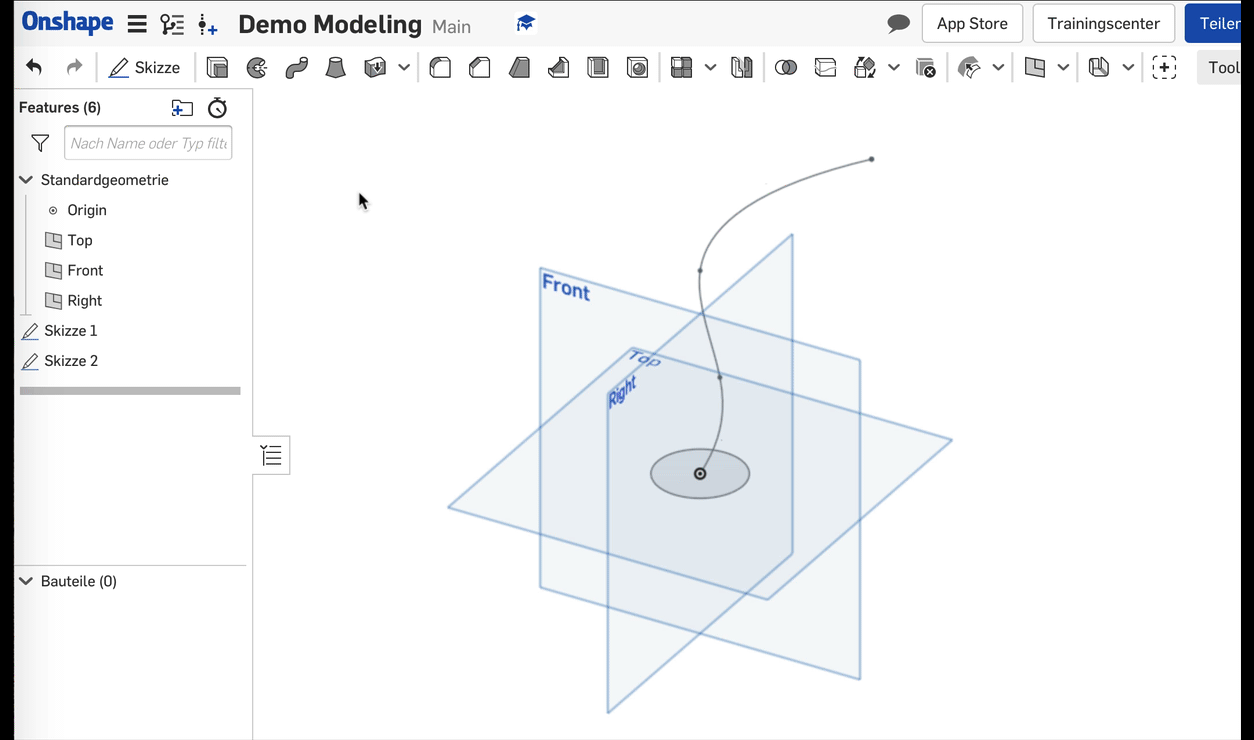 Onshape Demo Modeling Main App Store Trainingscenter Teilen
Skizze Tool
Features (6)
Nach Name oder Typ filte
Standardgeometrie
Origin
Top
Front
Right
Skizze 1
Skizze 2
Bauteile (0)
Front
Top
Right